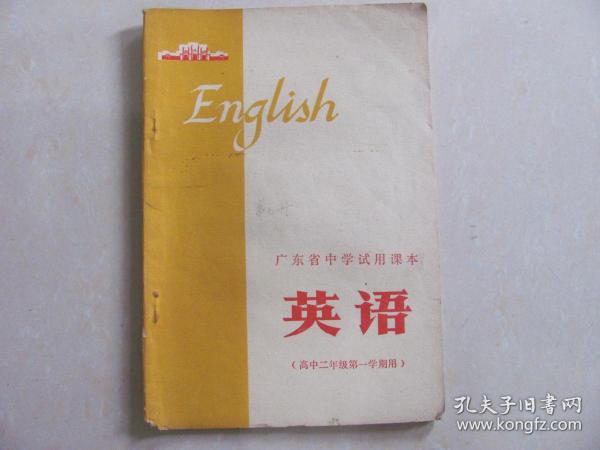 English
广东省中学试用课本
英语
（高中二年级第一学期用）
孔夫子旧书网
www.kongfz.com